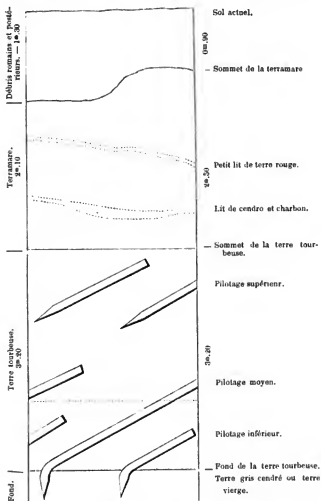 Sol actuel.
Débris romains et posté-
rieurs. — 1m.30
0m.90
Sommet de la terramare
Terramare.
2m.10
Petit lit de terre rouge.
2m.50
Lit de cendro et charbon.
Sommet de la terre tour-
beuse.
Pilotage supérieur.
Terre tourbeuse.
3m.20
3m.20
Pilotage moyen.
Pilotage inférieur.
Fond de la terre tourbeuse.
Fond.
Terre gris cendré ou terre
vierge.